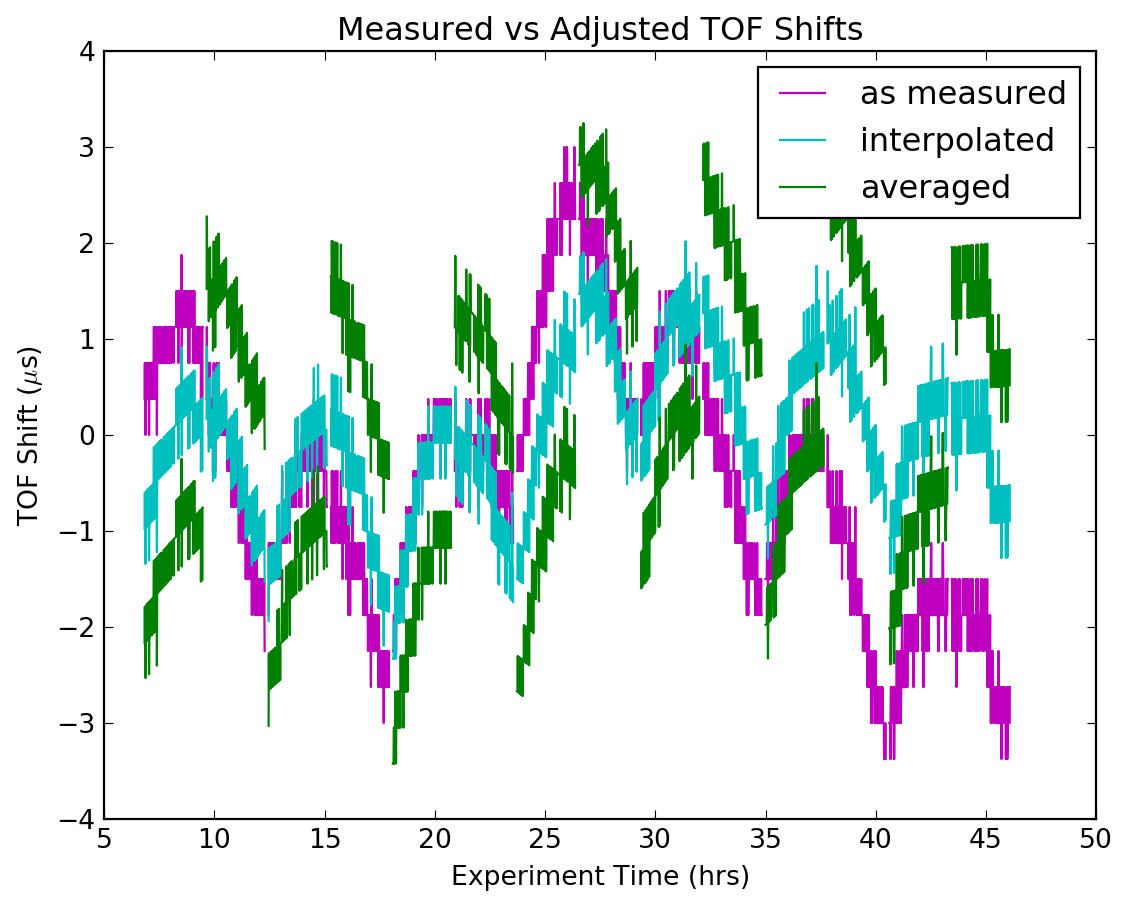 Measured vs Adjusted TOF Shifts
as measured
interpolated
averaged
TOF Shift (μs)
4
3
2
1
0
−1
−2
−3
−4
5 10 15 20 25 30 35 40 45 50
Experiment Time (hrs)